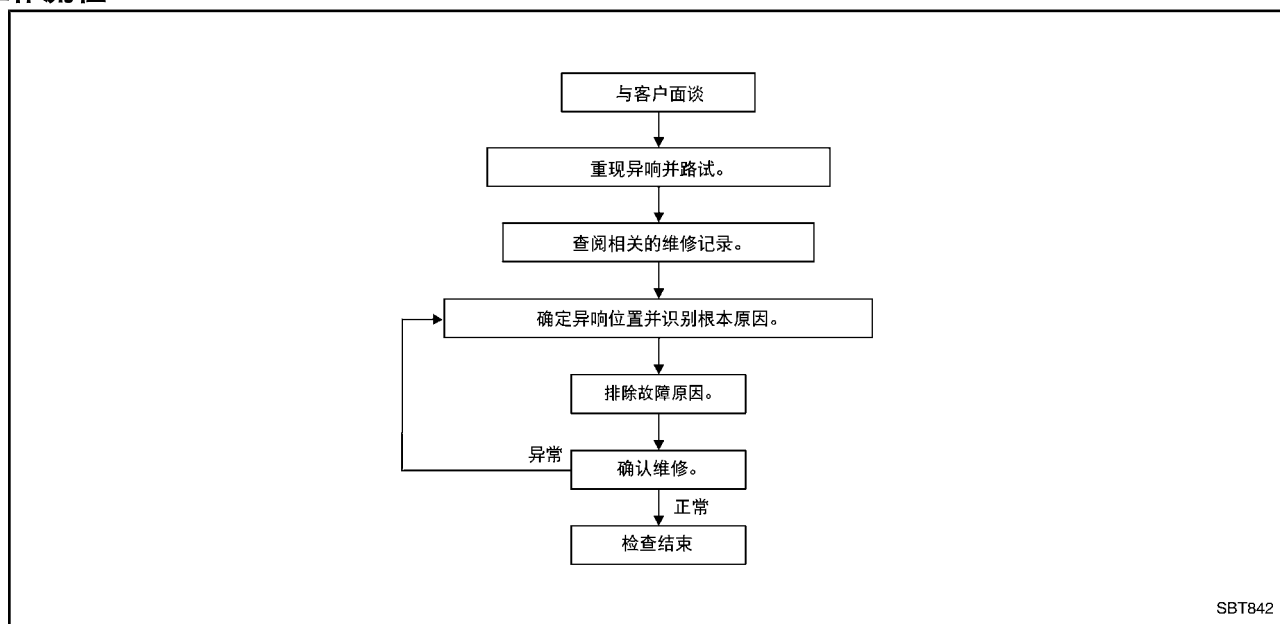 与客户面谈
重现异响并路试。
查阅相关的维修记录。
确定异响位置并识别根本原因。
排除故障原因。
异常
确认维修。
正常
检查结束
SBT842